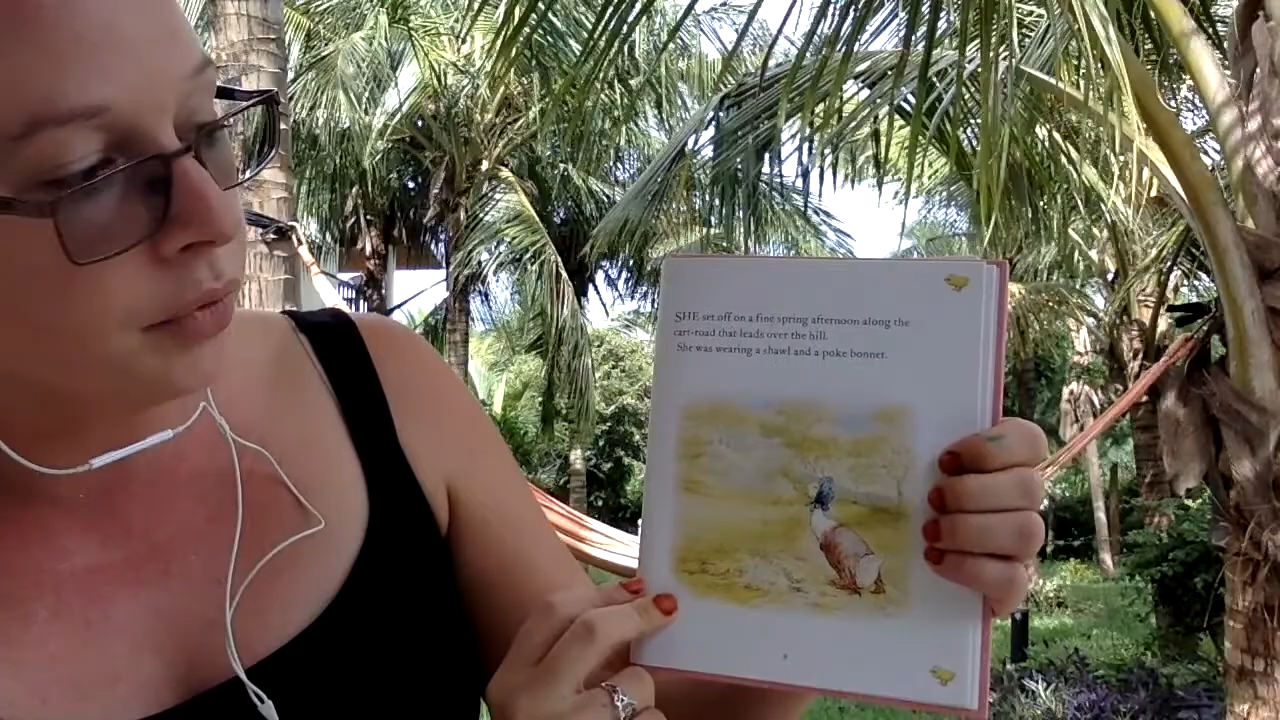 SHE set off on a fine spring afternoon along the
cart-road that leads over the hill.
She was wearing a shawl and a poke bonnet.